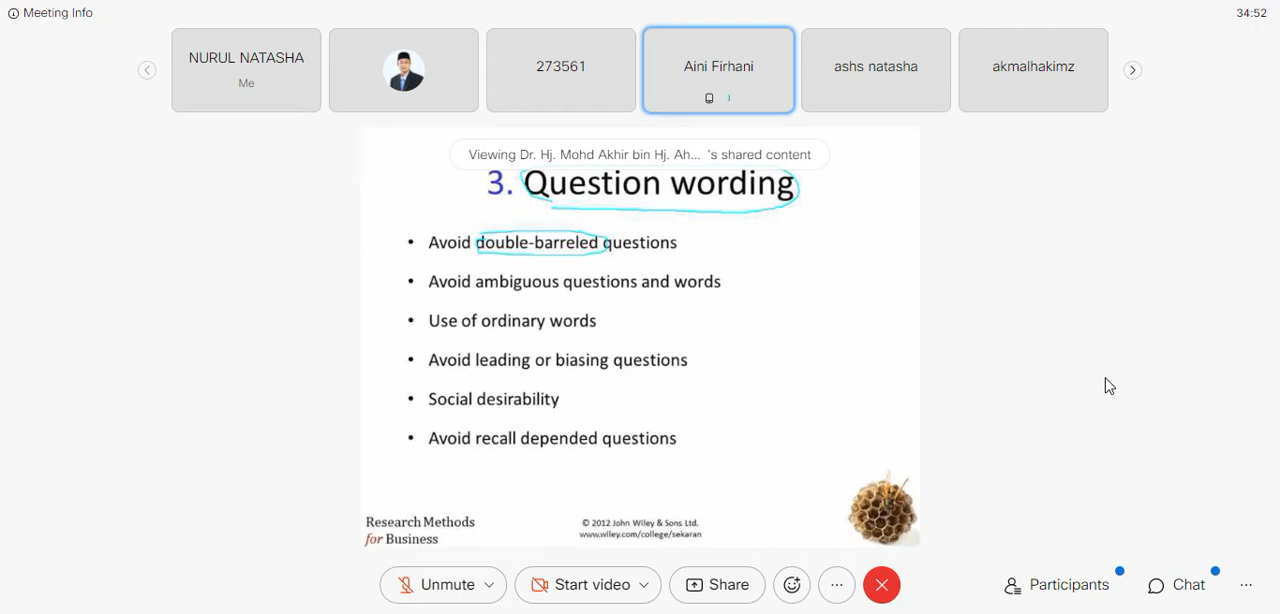 Meeting Info
34:52
NURUL NATASHA
Me
273561
Aini Firhani
ashs natasha
akmalhakimz
Viewing Dr. Hj. Mohd Akhir bin Hj. Ah... 's shared content
3. Question wording
• Avoid double-barreled questions
• Avoid ambiguous questions and words
• Use of ordinary words
• Avoid leading or biasing questions
• Social desirability
• Avoid recall depended questions
Research Methods
for Business
© 2012 John Wiley & Sons Ltd.
www.wiley.com/college/sekaran
Unmute
Start video
Share
Participants
Chat